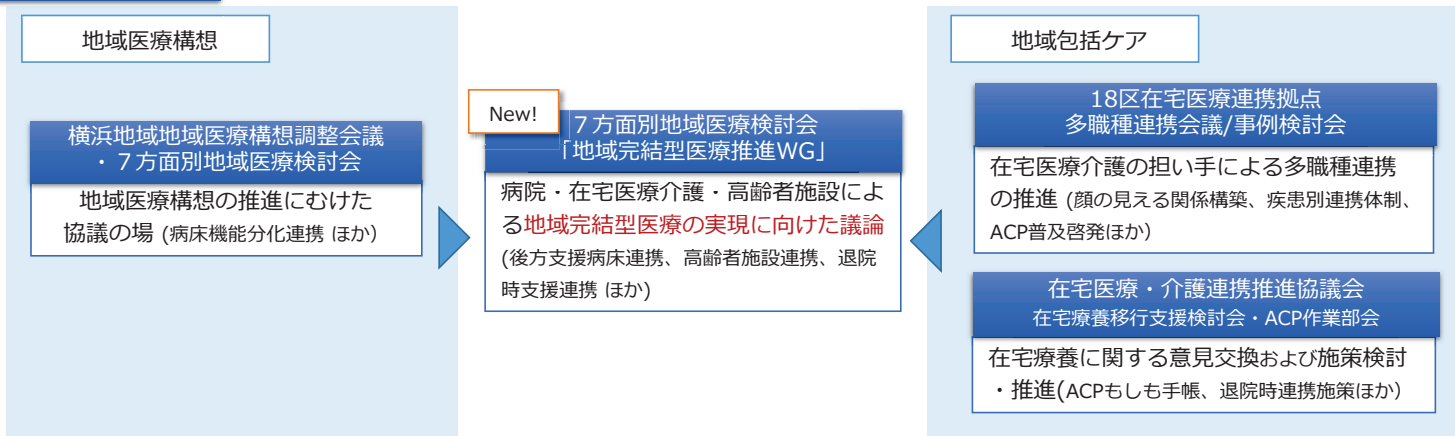 地域医療構想
横浜地域地域医療構想調整会議
・７方面別地域医療検討会
地域医療構想の推進にむけた
協議の場 (病床機能分化連携 ほか)
New!
７方面別地域医療検討会
「地域完結型医療推進WG」
病院・在宅医療介護・高齢者施設によ
る地域完結型医療の実現に向けた議論
(後方支援病床連携、高齢者施設連携、退院
時支援連携 ほか)
地域包括ケア
18区在宅医療連携拠点
多職種連携会議/事例検討会
在宅医療介護の担い手による多職種連携
の推進 (顔の見える関係構築、疾患別連携体制、
ACP普及啓発ほか)
在宅医療・介護連携推進協議会
在宅療養移行支援検討会・ACP作業部会
在宅療養に関する意見交換および施策検討
・推進(ACPもしも手帳、退院時連携施策ほか)